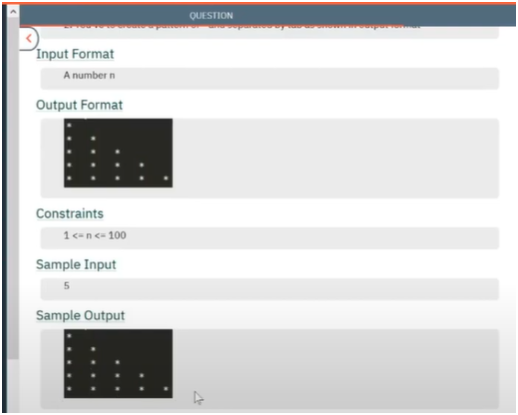 QUESTION
2. You've to create a pattern of * and separated by tab as shown in output format
Input Format
A number n
Output Format
*
* *
* * *
* * * *
* * * * *
Constraints
1 <= n <= 100
Sample Input
5
Sample Output
*
* *
* * *
* * * *
* * * * *